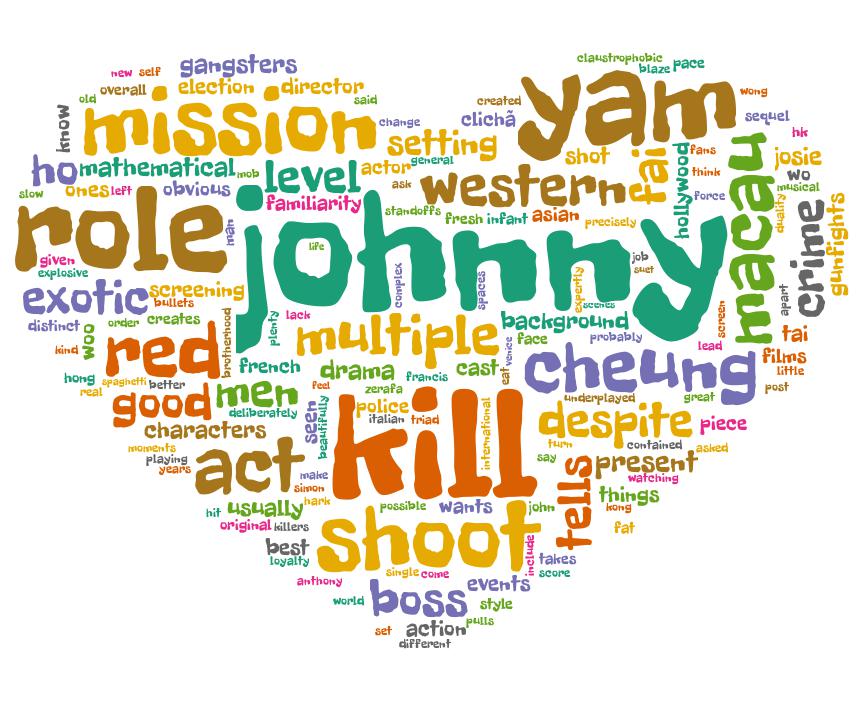 claustrophobic
blaze
pace
new
self
gangsters
overall
election
director
old
said
created
yam
wong
know
mission
change
clichã
sequel
setting
hk
ho
mathematical
mob
level
actor
general
shot
fai
hollywood
fans
josie
slow
ones
left
obvious
familiarity
ask
western
think
wo
musical
force
macau
duality
crime
gunfights
role
man
johnny
standoffs
fresh
infant
asian
precisely
life
given
explosive
complex
spaces
expertly
scenes
job
suet
exotic
screening
bullets
plenty
lack
apart
screen
distinct
woo
order
creates
brotherhood
multiple
background
face
probably
venice
lead
tai
kind
red
french
drama
cast
eat
cheung
films
little
hong
spaghetti
real
better
men
feel
zerafa
francis
great
post
good
deliberately
seen
beautifully
police
italian
triad
kill
international
underplayed
despite
piece
characters
turn
contained
asked
moments
playing
years
act
make
simon
say
tells
present
watching
things
hark
kong
hit
usually
possible
wants
john
original
killers
shoot
fat
best
loyalty
include
takes
score
anthony
single
come
events
world
boss
style
pulls
set
action
different